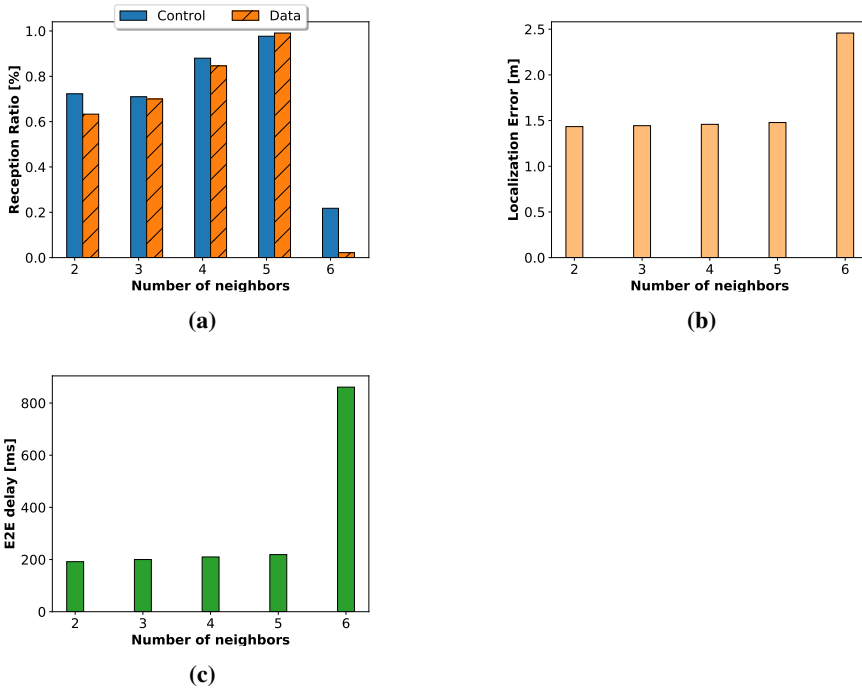 Control Data
Reception Ratio [%]
1.0
0.8
0.6
0.4
0.2
0.0
2 3 4 5 6
Number of neighbors
(a)
Localization Error [m]
2.5
2.0
1.5
1.0
0.5
0.0
2 3 4 5 6
Number of neighbors
(b)
E2E delay [ms]
800
600
400
200
0
2 3 4 5 6
Number of neighbors
(c)